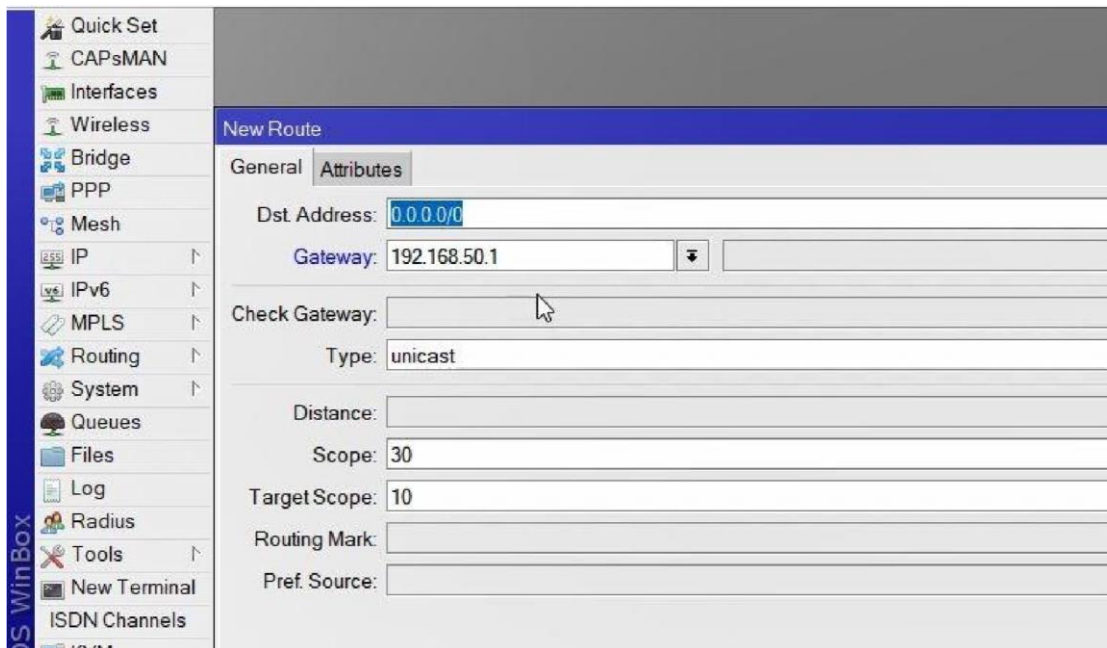 Quick Set
CAPsMAN
Interfaces
Wireless
Bridge
PPP
Mesh
IP
IPv6
MPLS
Routing
System
Queues
Files
Log
Radius
Tools
New Terminal
ISDN Channels
OS WinBox
New Route
General Attributes
Dst. Address: 0.0.0.0/0
Gateway: 192.168.50.1
Check Gateway:
Type: unicast
Distance:
Scope: 30
Target Scope: 10
Routing Mark:
Pref. Source: